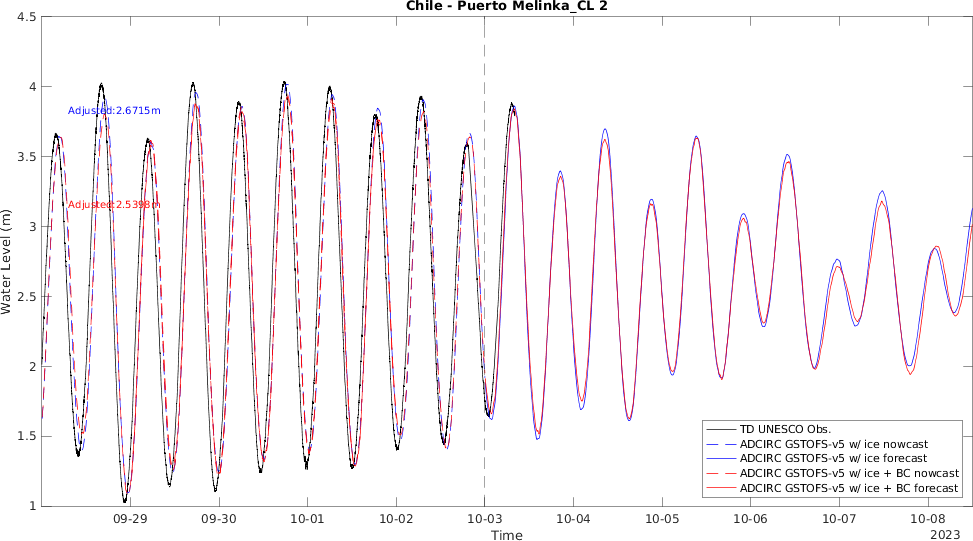 Chile - Puerto Melinka_CL 2
4.5
4
3.5
3
2.5
2
1.5
1
Water Level (m)
Adjusted:2.6715m
Adjusted:2.5398m
TD UNESCO Obs.
ADCIRC GSTOFS-v5 w/ ice nowcast
ADCIRC GSTOFS-v5 w/ ice forecast
ADCIRC GSTOFS-v5 w/ ice + BC nowcast
ADCIRC GSTOFS-v5 w/ ice + BC forecast
09-29 09-30 10-01 10-02 10-03 10-04 10-05 10-06 10-07 10-08
Time
2023